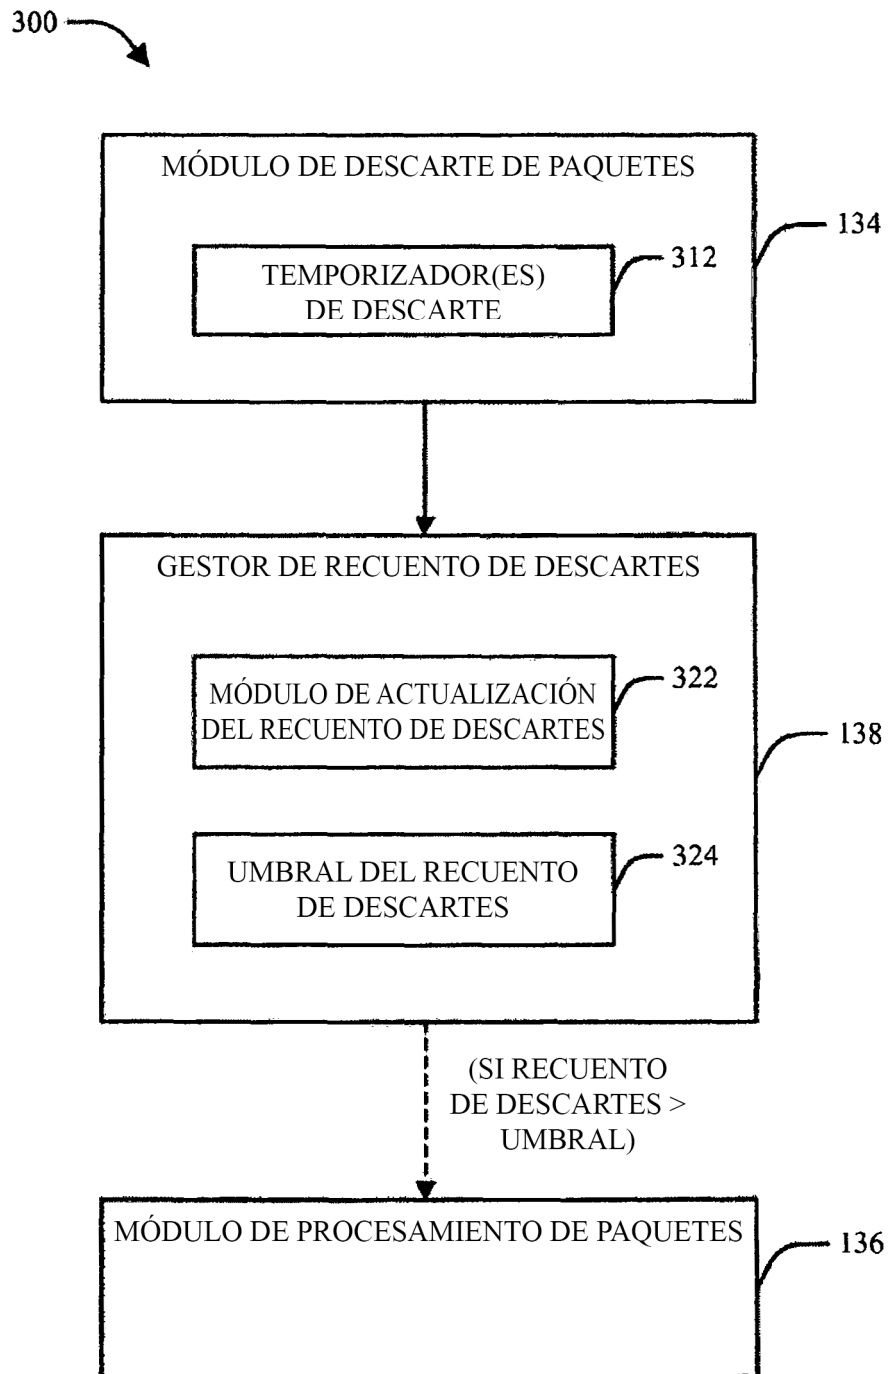 300
MÓDULO DE DESCARTE DE PAQUETES
134
312
TEMPORIZADOR(ES)
DE DESCARTE
GESTOR DE RECUENTO DE DESCARTES
322
MÓDULO DE ACTUALIZACIÓN
DEL RECUENTO DE DESCARTES
138
324
UMBRAL DEL RECUENTO
DE DESCARTES
(SI RECUENTO
DE DESCARTES >
UMBRAL)
MÓDULO DE PROCESAMIENTO DE PAQUETES
136